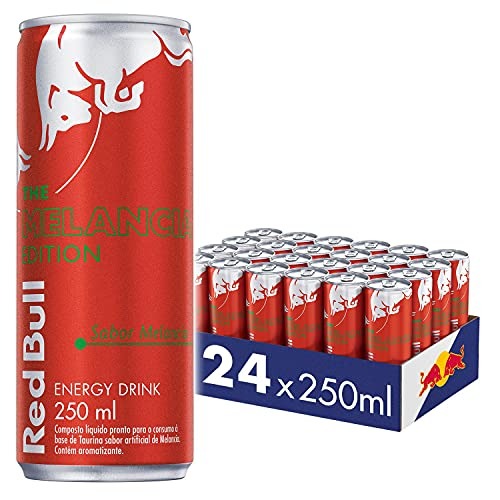 THE
MELANCIA
EDITION
Sabor Melancia
Red Bull
ENERGY DRINK
250 ml
Composto líquido pronto para o consumo à
base de Taurina sabor artificial de Melancia.
Contém aromatizante.
24 x 250ml